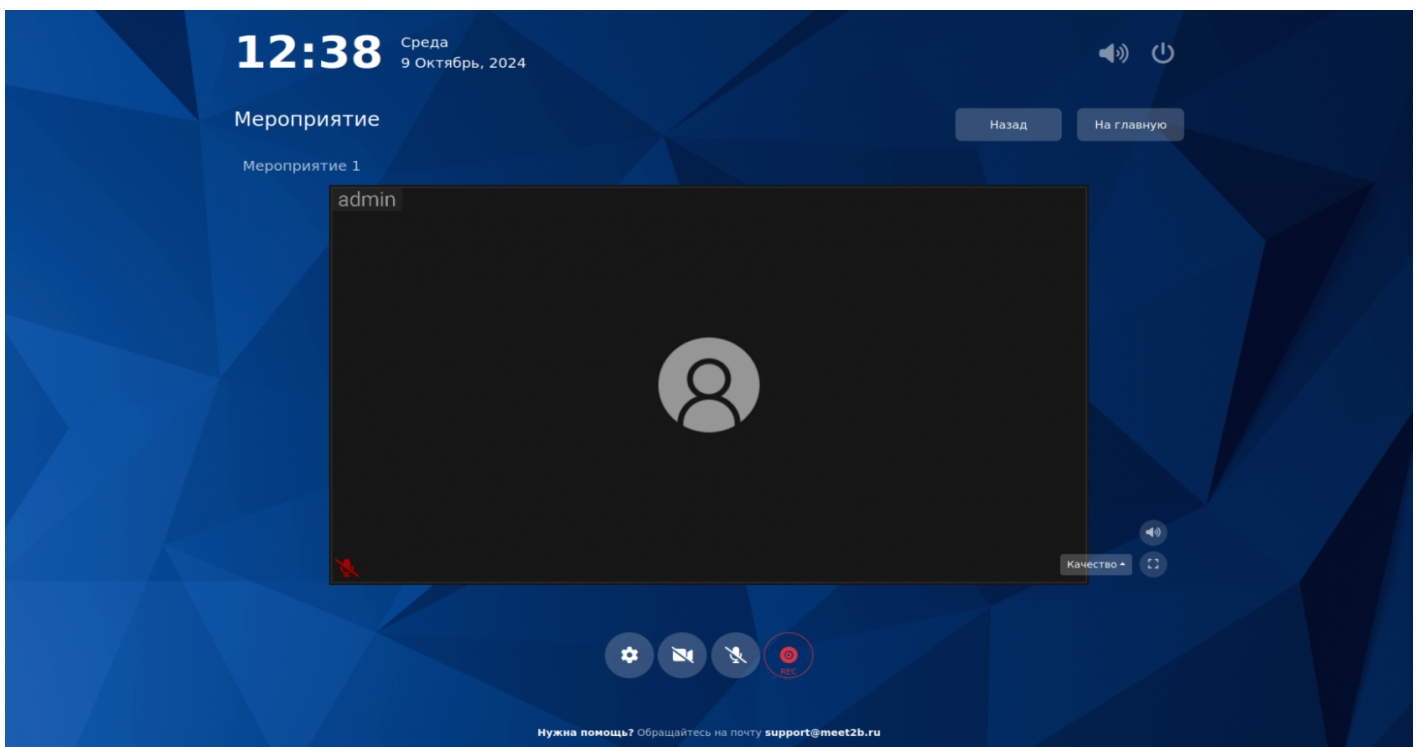 12:38
Среда
9 Октябрь, 2024
Мероприятие
Назад
На главную
Мероприятие 1
admin
Качество
REC
Нужна помощь? Обращайтесь на почту support@meet2b.ru